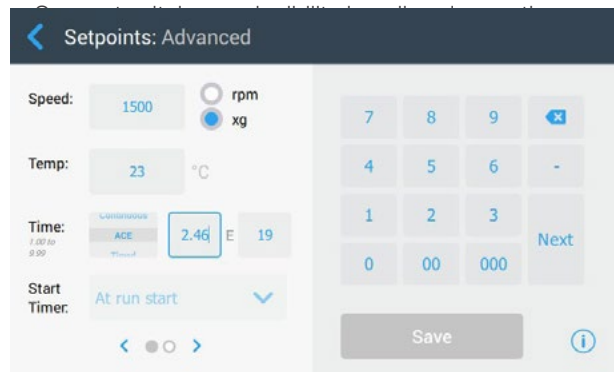 Setpoints: Advanced
Speed:
1500
rpm
xg
Temp:
23
°C
Time:
1.00 to
9.99
Continuous
ACE
Timed
2.46
E
19
Start
Timer:
At run start
7 8 9
4 5 6 -
1 2 3
Next
0 00 000
Save